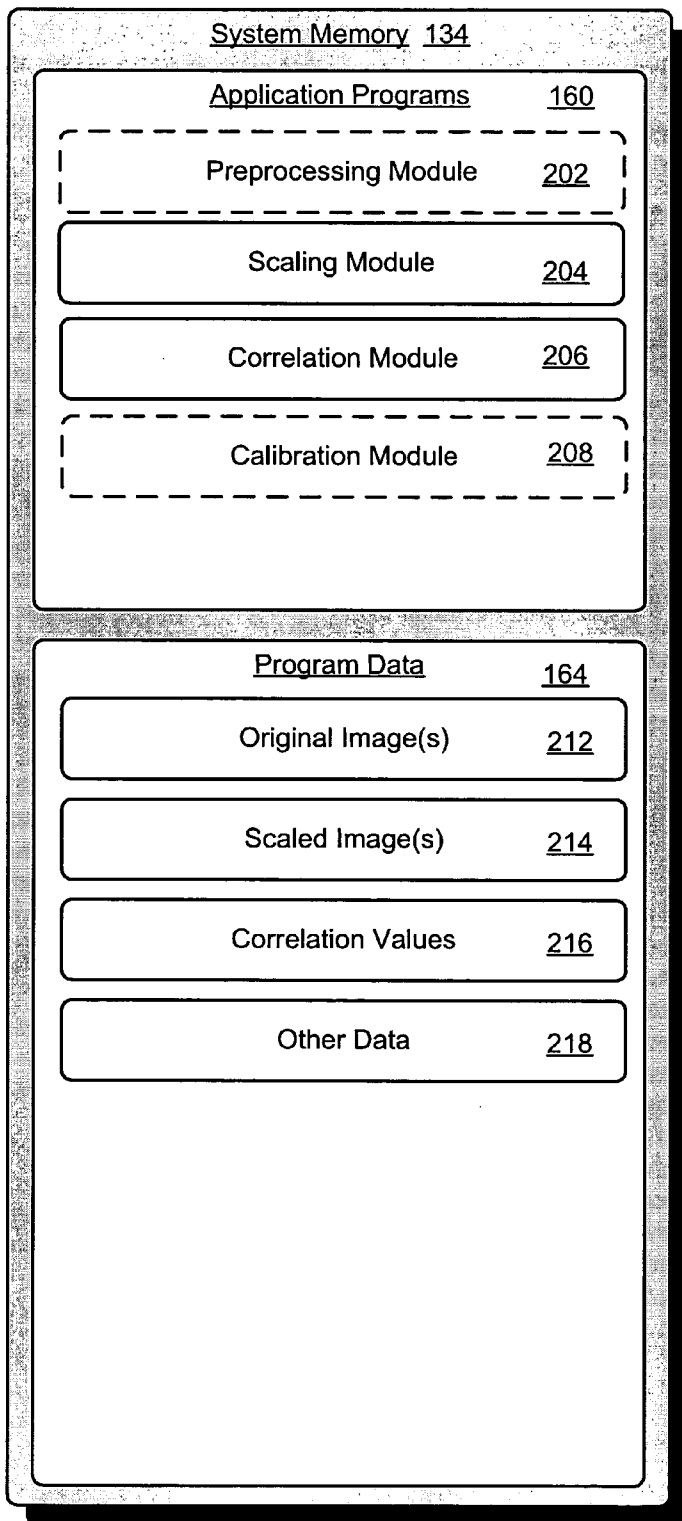 System Memory 134
Application Programs 160
Preprocessing Module 202
Scaling Module 204
Correlation Module 206
Calibration Module 208
Program Data 164
Original Image(s) 212
Scaled Image(s) 214
Correlation Values 216
Other Data 218